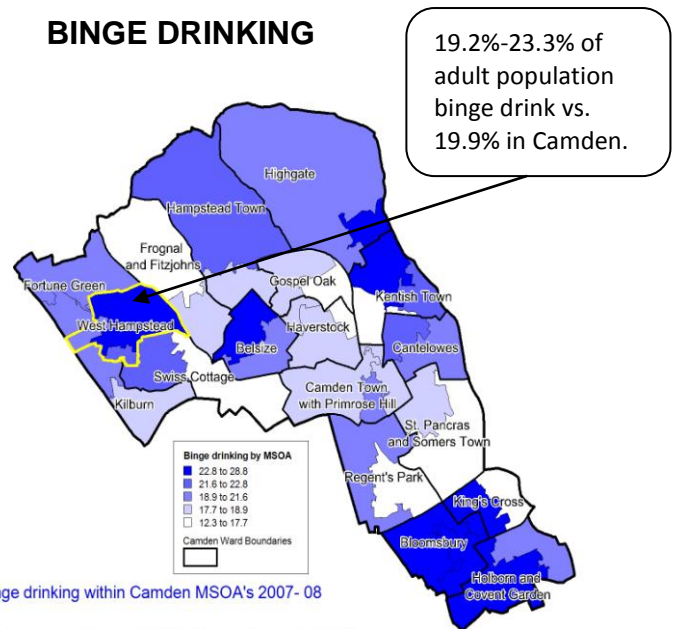 BINGE DRINKING
19.2%-23.3% of
adult population
binge drink vs.
19.9% in Camden.
Highgate
Hampstead Town
Frognal
and Fitzjohns
Gospel Oak
Fortune Green
Kentish Town
West Hampstead
Haverstock
Belsize
Cantelowes
Swiss Cottage
Camden Town
with Primrose Hill
Kilburn
St. Pancras
and Somers Town
Regent's Park
King's Cross
Bloomsbury
Holborn and
Covent Garden
Binge drinking by MSOA
22.8 to 28.8
21.6 to 22.8
18.9 to 21.6
17.7 to 18.9
12.3 to 17.7
Camden Ward Boundaries
nge drinking within Camden MSOA's 2007- 08